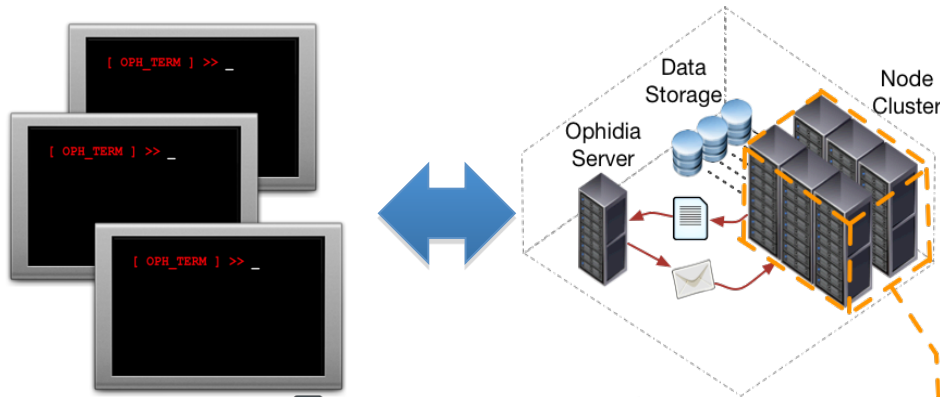 [ OPH_TERM ] >> _
[ OPH_TERM ] >> _
[ OPH_TERM ] >> _
Data
Storage
Node
Cluster
Ophidia
Server